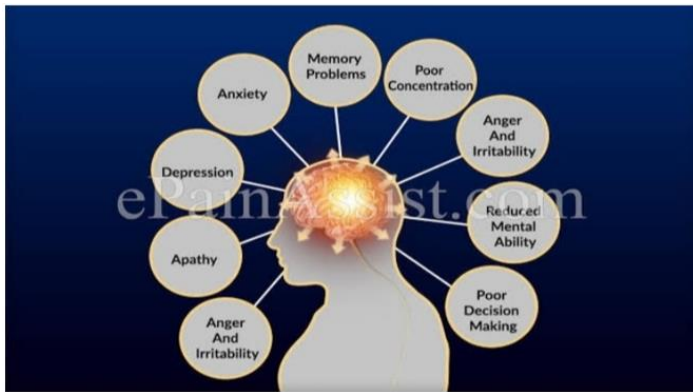 Memory
Problems
Poor
Concentration
Anxiety
Anger
And
Irritability
Depression
ePainAssist.com
Reduced
Mental
Ability
Apathy
Poor
Decision
Making
Anger
And
Irritability